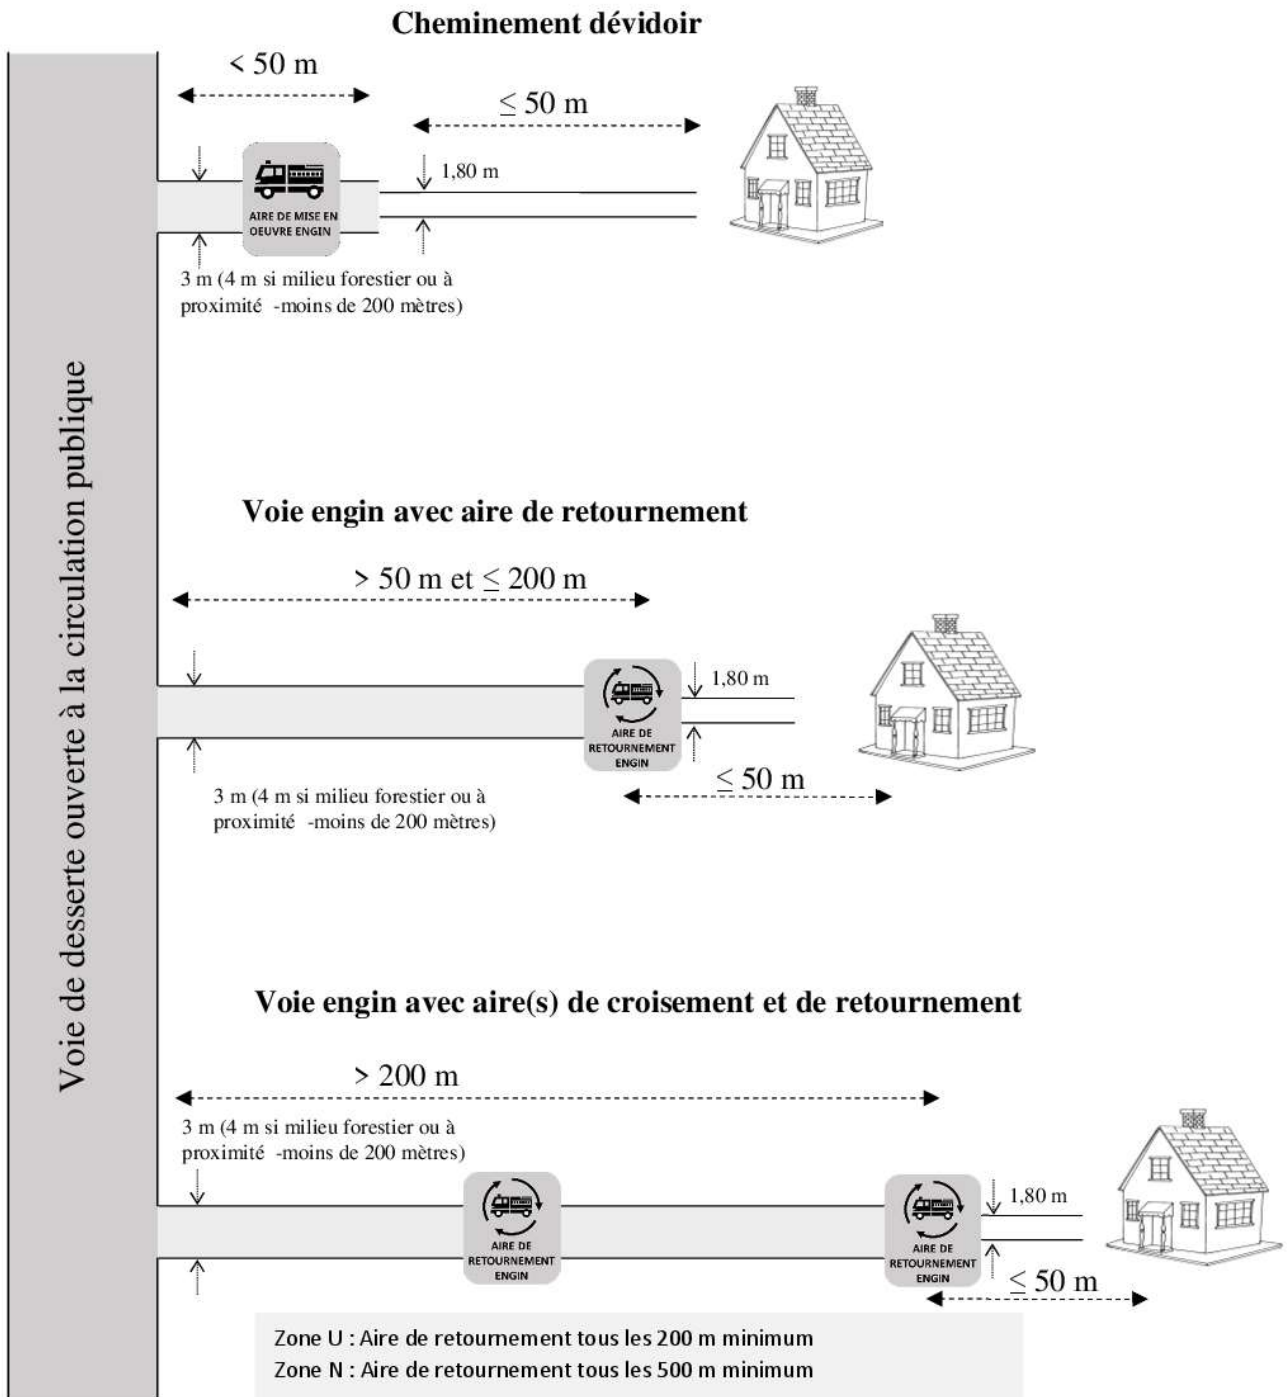 Cheminement dévidoir
< 50 m
≤ 50 m
1,80 m
AIRE DE MISE EN
OEUVRE ENGIN
3 m (4 m si milieu forestier ou à
proximité -moins de 200 mètres)
Voie de desserte ouverte à la circulation publique
Voie engin avec aire de retournement
> 50 m et ≤ 200 m
1,80 m
AIRE DE
RETOURNEMENT
ENGIN
≤ 50 m
3 m (4 m si milieu forestier ou à
proximité -moins de 200 mètres)
Voie engin avec aire(s) de croisement et de retournement
> 200 m
3 m (4 m si milieu forestier ou à
proximité -moins de 200 mètres)
AIRE DE
RETOURNEMENT
ENGIN
AIRE DE
RETOURNEMENT
ENGIN
1,80 m
≤ 50 m
Zone U : Aire de retournement tous les 200 m minimum
Zone N : Aire de retournement tous les 500 m minimum